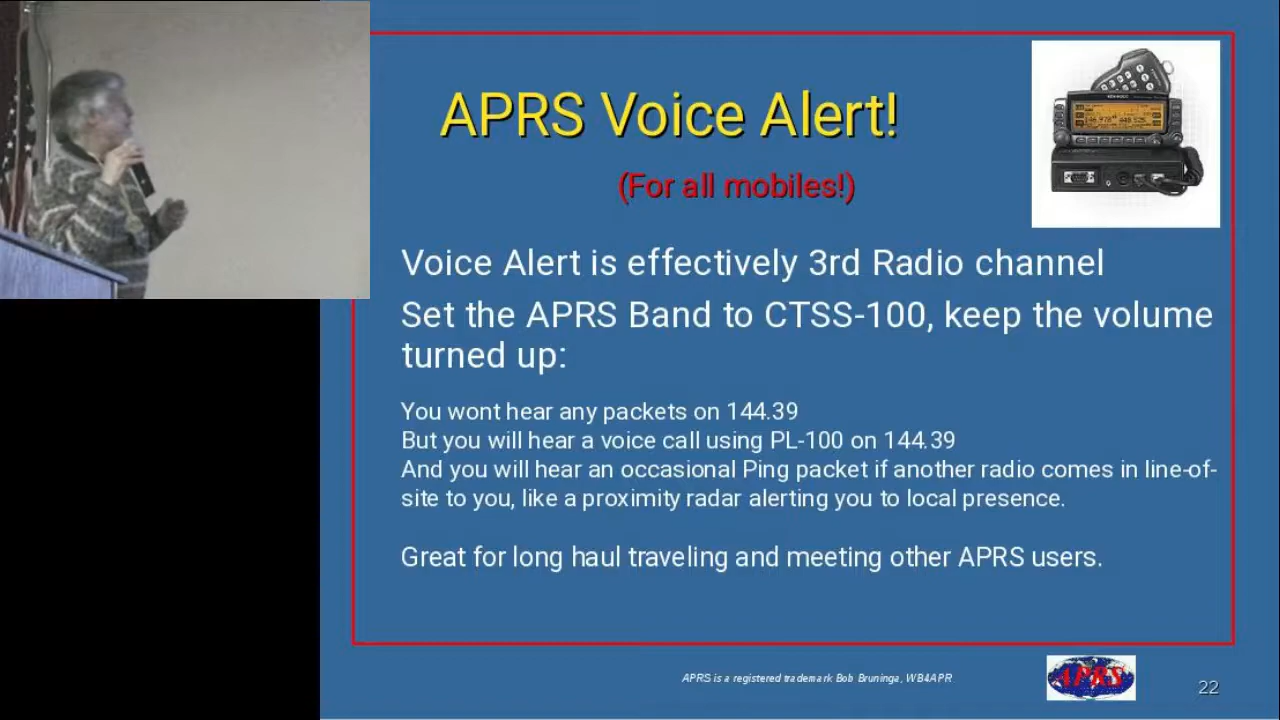 APRS Voice Alert!
(For all mobiles!)
Voice Alert is effectively 3rd Radio channel
Set the APRS Band to CTSS-100, keep the volume
turned up:
You wont hear any packets on 144.39
But you will hear a voice call using PL-100 on 144.39
And you will hear an occasional Ping packet if another radio comes in line-of-
site to you, like a proximity radar alerting you to local presence.
Great for long haul traveling and meeting other APRS users.
APRS is a registered trademark Bob Bruninga, WB4APR
APRS
22